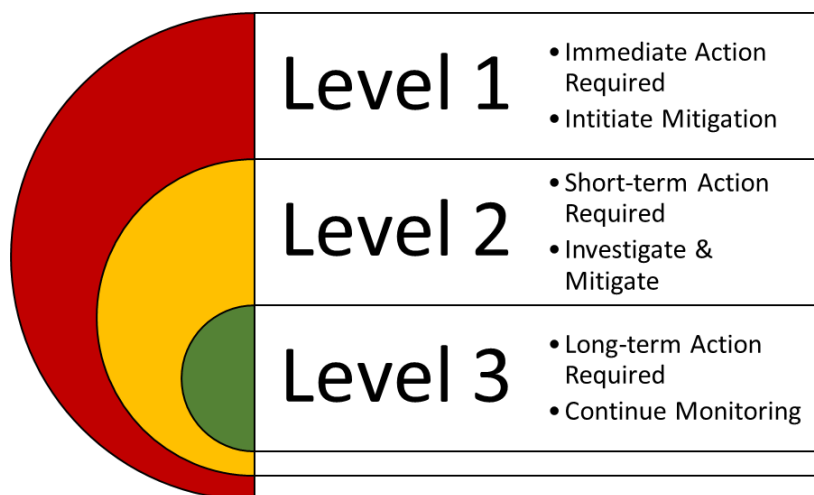 Level 1
• Immediate Action
Required
• Intitiate Mitigation
Level 2
• Short-term Action
Required
• Investigate &
Mitigate
Level 3
• Long-term Action
Required
• Continue Monitoring